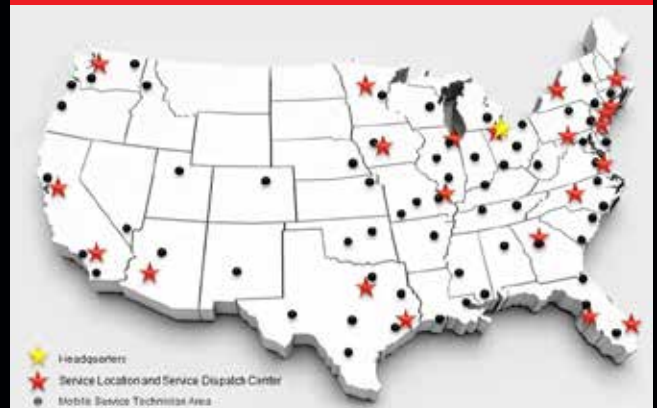 Headquarters
Service Location and Service Dispatch Center
Mobile Service Technician Area